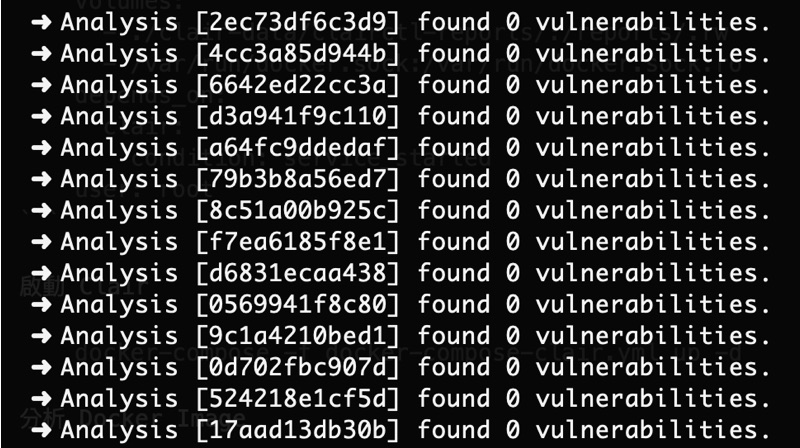 ➜ Analysis [2ec73df6c3d9] found 0 vulnerabilities.
➜ Analysis [4cc3a85d944b] found 0 vulnerabilities.
➜ Analysis [6642ed22cc3a] found 0 vulnerabilities.
➜ Analysis [d3a941f9c110] found 0 vulnerabilities.
➜ Analysis [a64fc9ddedaf] found 0 vulnerabilities.
➜ Analysis [79b3b8a56ed7] found 0 vulnerabilities.
➜ Analysis [8c51a00b925c] found 0 vulnerabilities.
➜ Analysis [f7ea6185f8e1] found 0 vulnerabilities.
➜ Analysis [d6831ecaa438] found 0 vulnerabilities.
➜ Analysis [0569941f8c80] found 0 vulnerabilities.
➜ Analysis [9c1a4210bed1] found 0 vulnerabilities.
➜ Analysis [0d702fbc907d] found 0 vulnerabilities.
➜ Analysis [524218e1cf5d] found 0 vulnerabilities.
➜ Analysis [17aad13db30b] found 0 vulnerabilities.